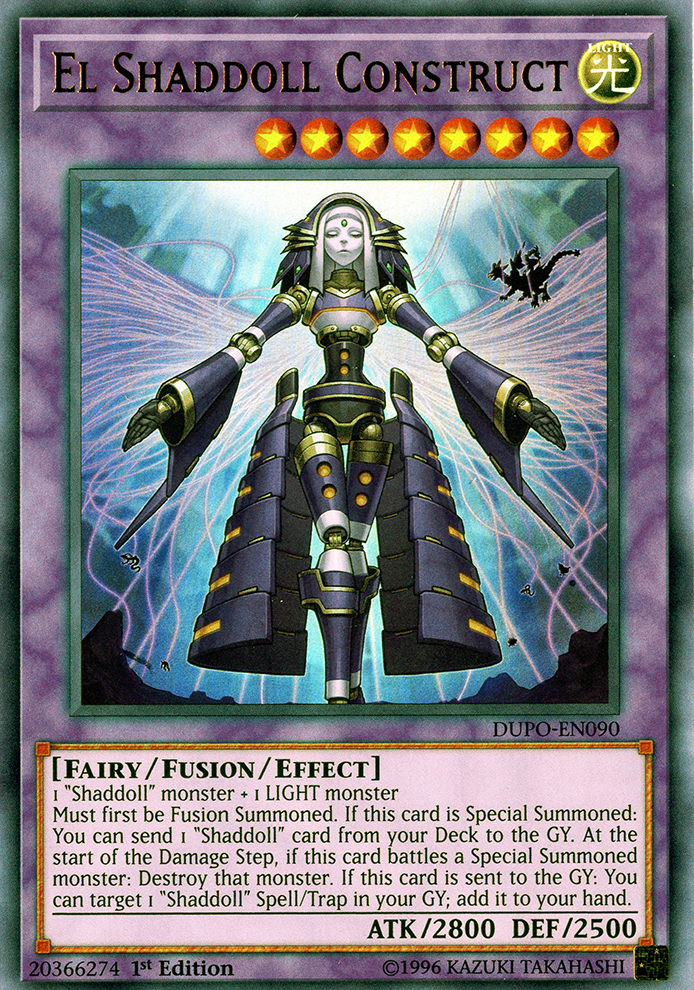 EL SHADDOLL CONSTRUCT
LIGHT
光
DUPO-EN090
[FAIRY/FUSION/EFFECT]
1 "Shaddoll" monster + 1 LIGHT monster
Must first be Fusion Summoned. If this card is Special Summoned:
You can send 1 "Shaddoll" card from your Deck to the GY. At the
start of the Damage Step, if this card battles a Special Summoned
monster: Destroy that monster. If this card is sent to the GY: You
can target 1 "Shaddoll" Spell/Trap in your GY; add it to your hand.
ATK/2800 DEF/2500
20366274 1st Edition ©1996 KAZUKI TAKAHASHI